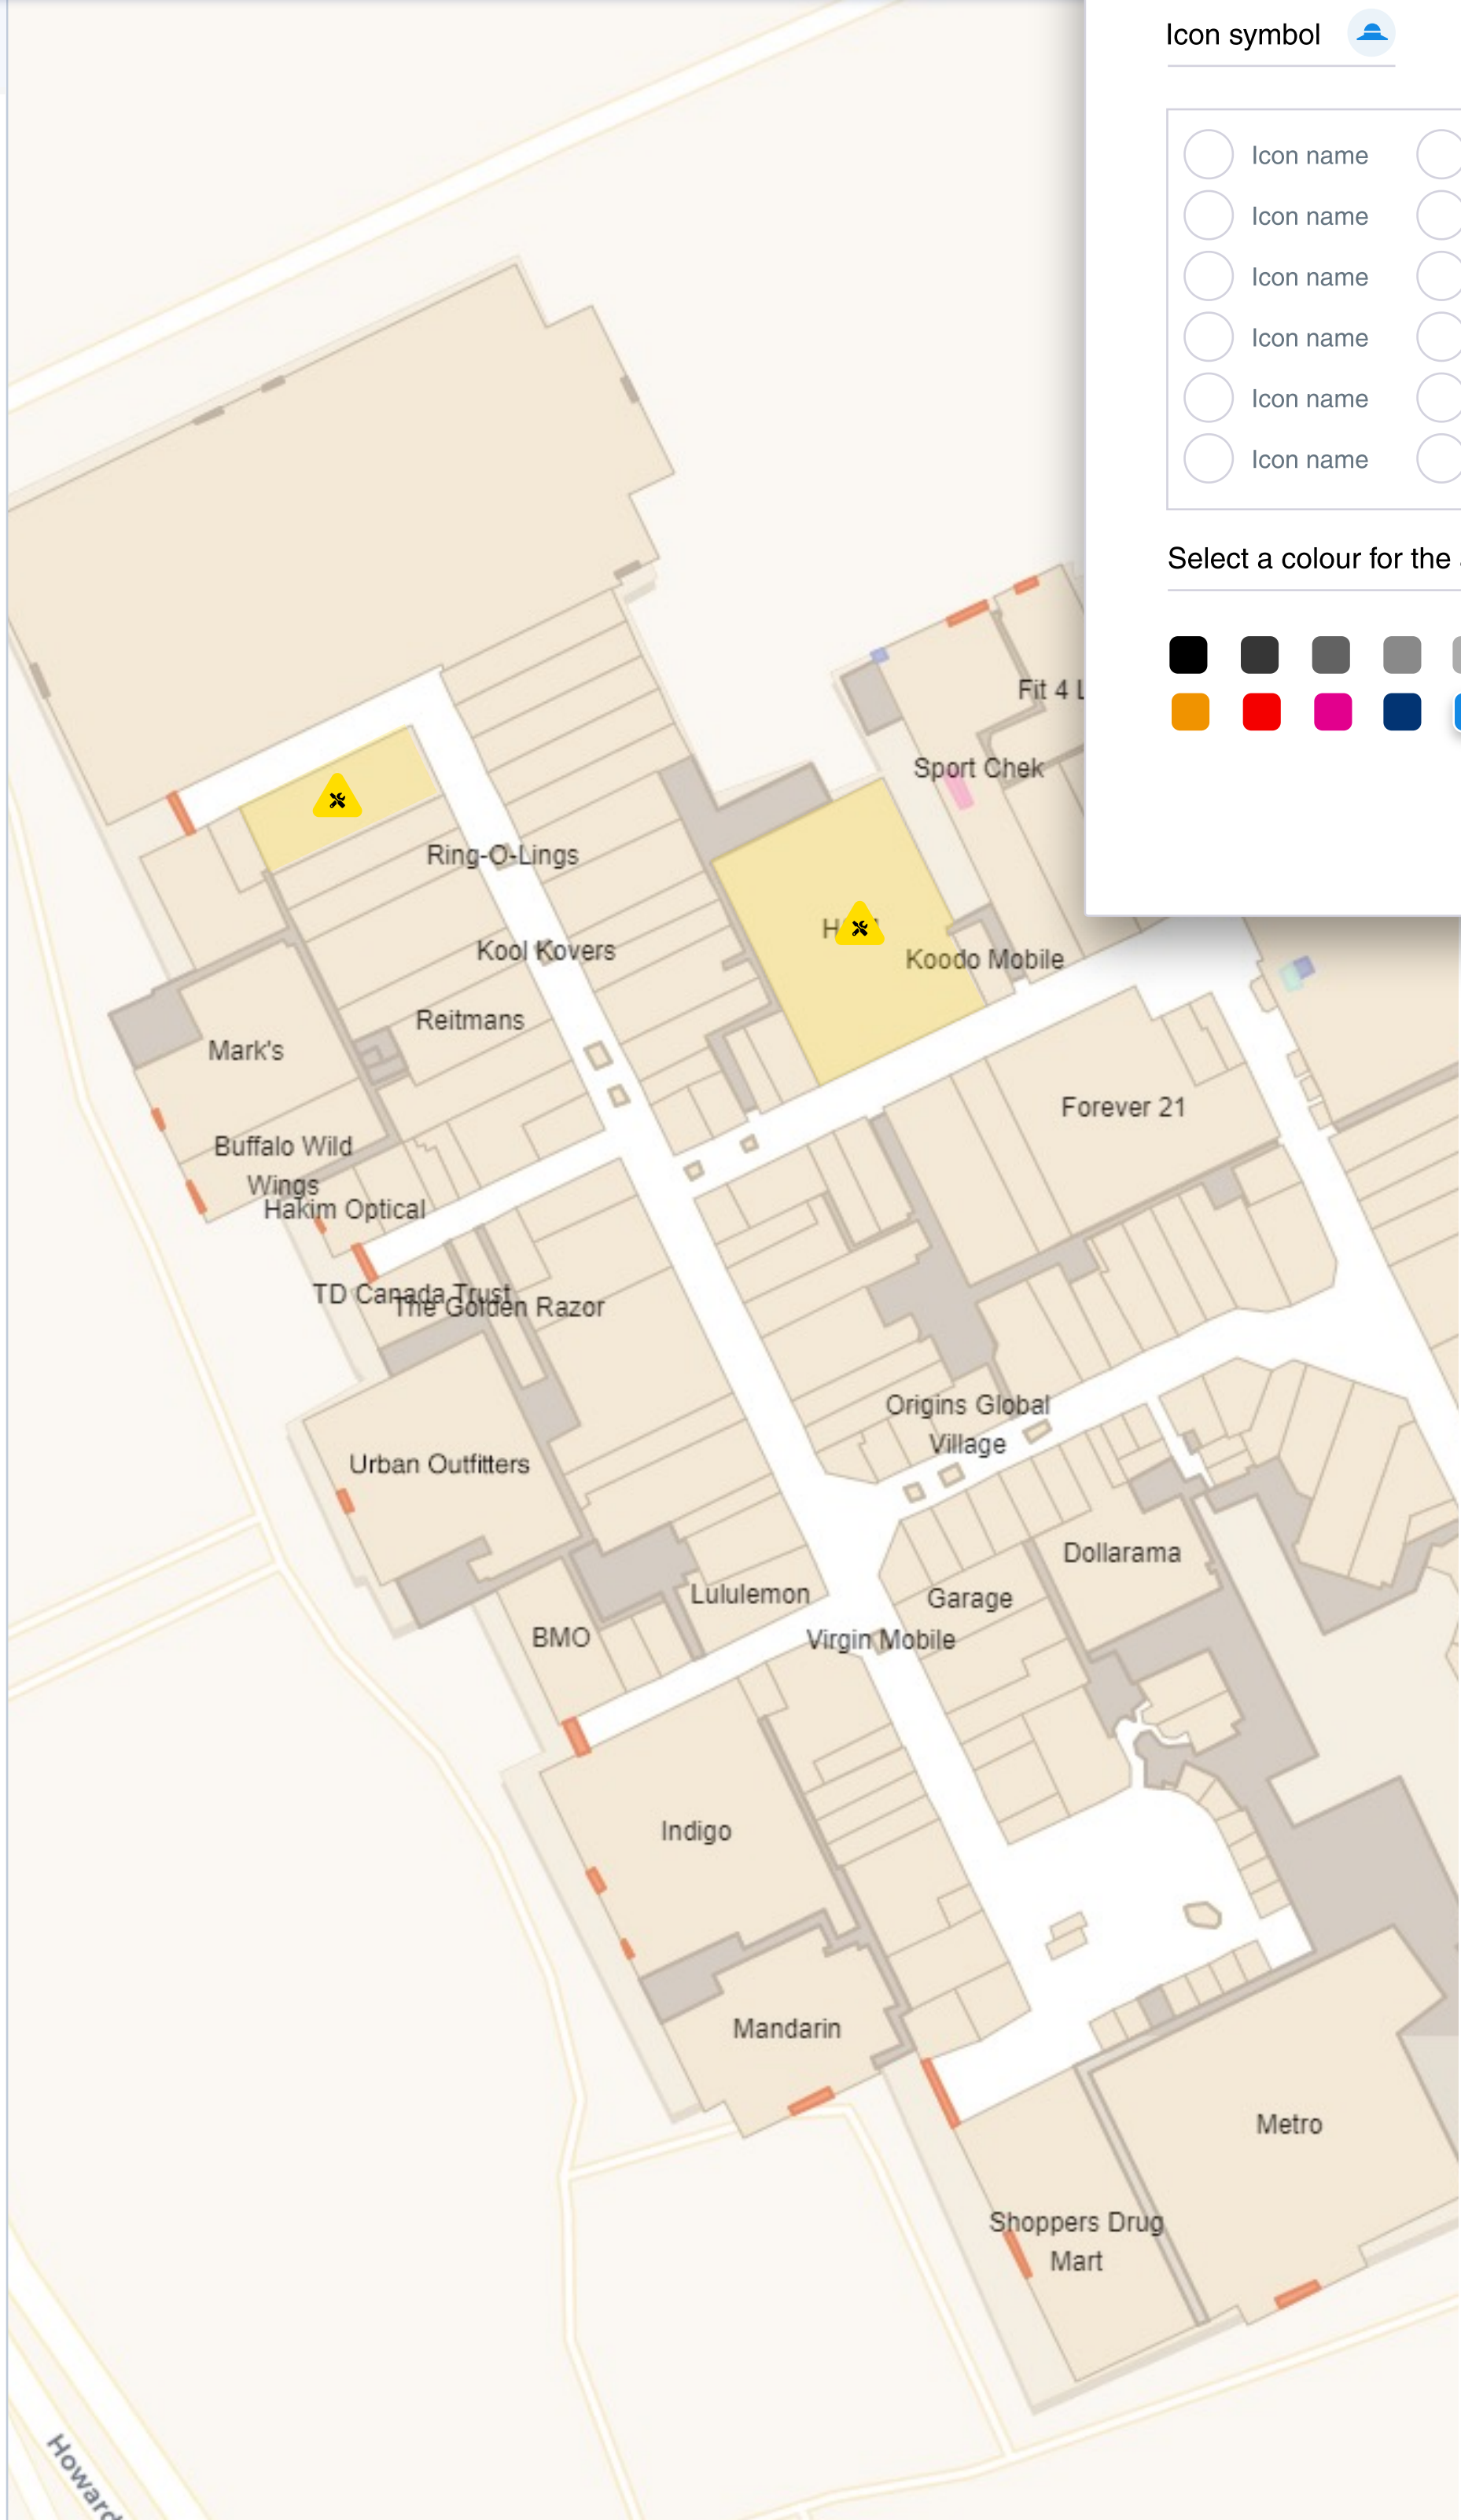 Icon symbol
Icon name
Icon name
Icon name
Icon name
Icon name
Icon name
Select a colour for the
Fit 4 L
Sport Chek
Ring-O-Lings
H
Kool Kovers
Koodo Mobile
Reitmans
Mark's
Forever 21
Buffalo Wild
Wings
Hakim Optical
TD Canada Trust
The Golden Razor
Origins Global
Village
Urban Outfitters
Dollarama
Lululemon
Garage
BMO
Virgin Mobile
Indigo
Mandarin
Metro
Shoppers Drug
Mart
Howard